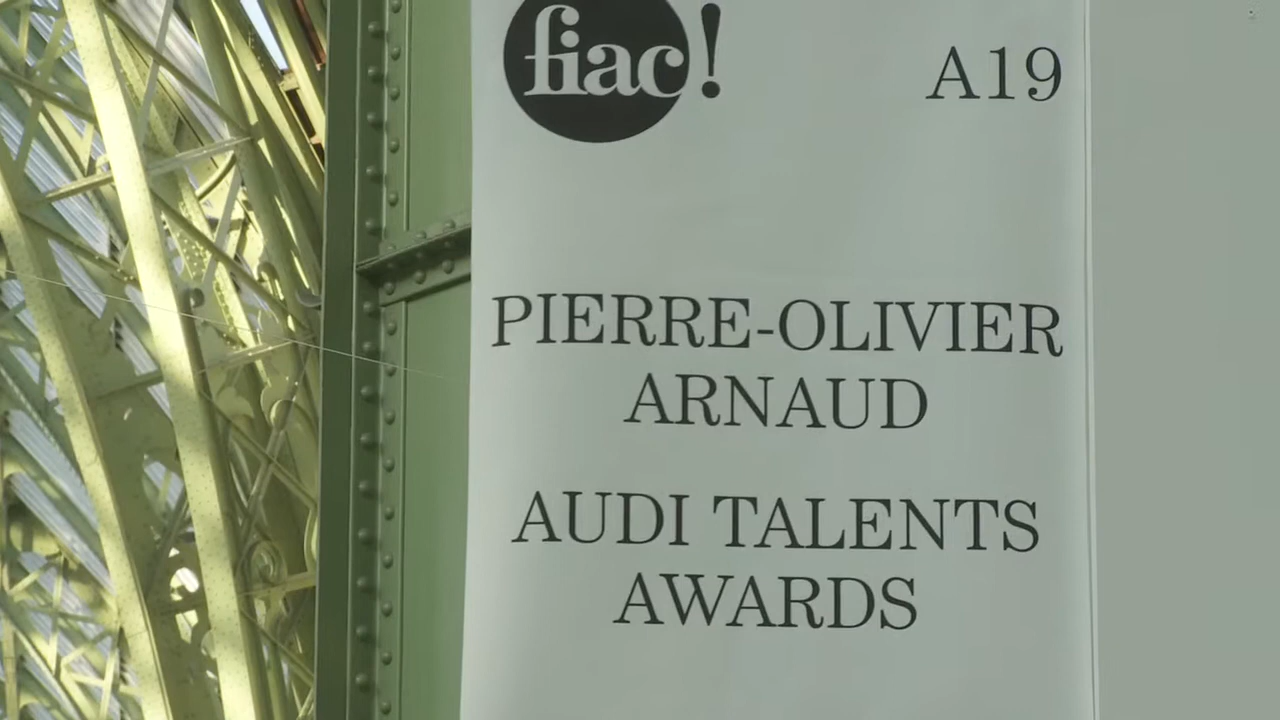 fiac!
A19
PIERRE-OLIVIER
ARNAUD
AUDI TALENTS
AWARDS